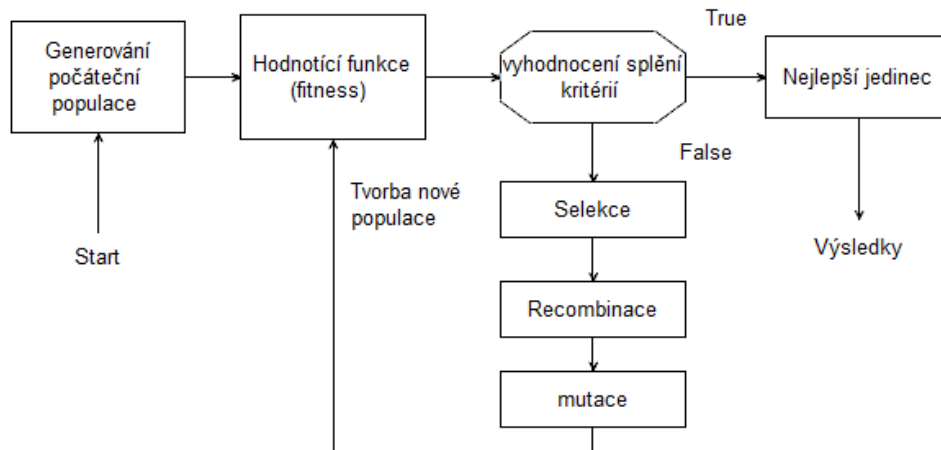 Generování
počáteční
populace
Hodnotící funkce
(fitness)
vyhodnocení splění
kritérií
True
Nejlepší jedinec
False
Tvorba nové
populace
Start
Selekce
Výsledky
Recombinace
mutace